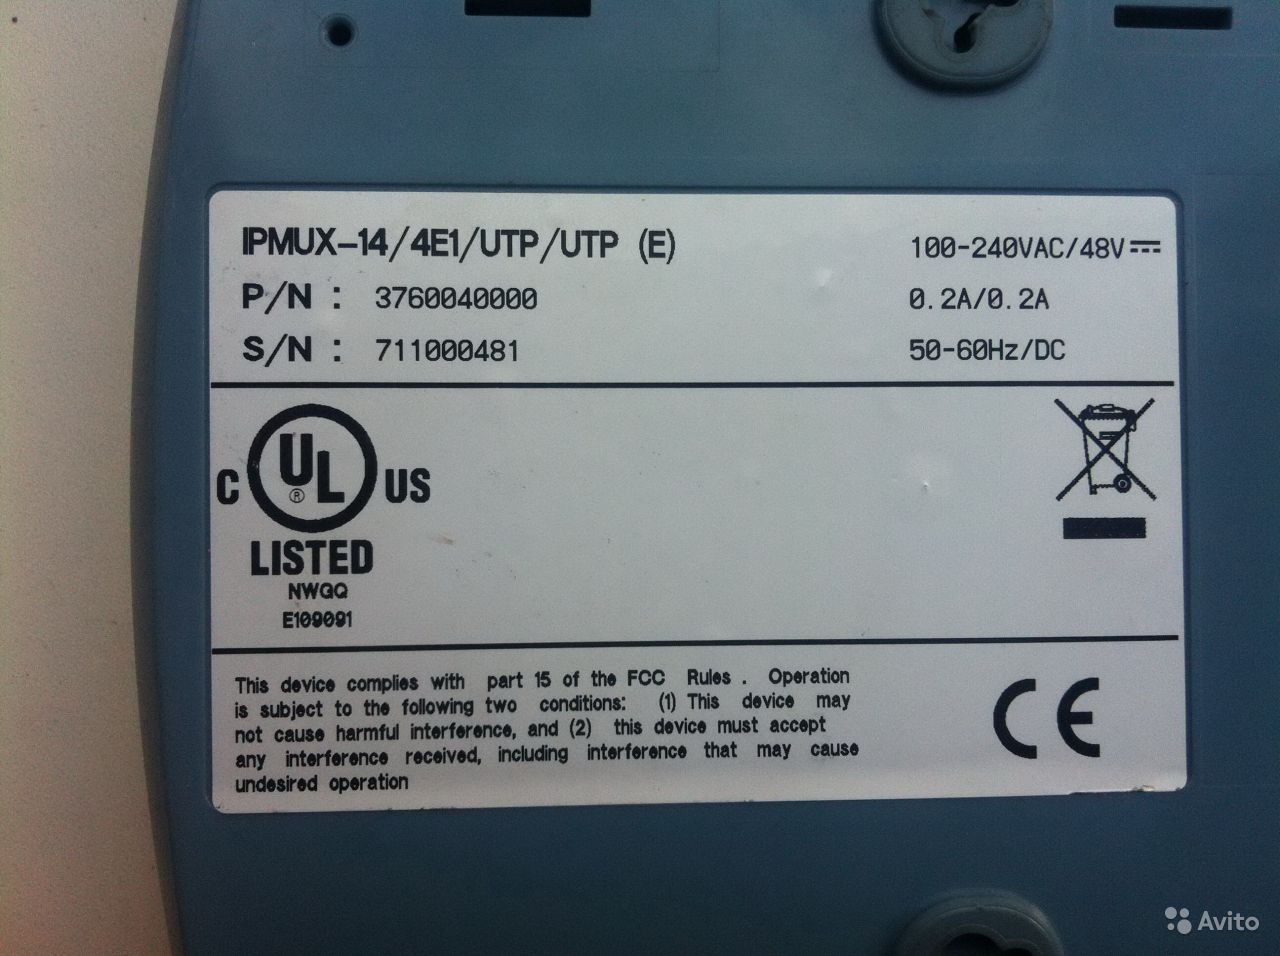 IPMUX-14/4E1/UTP/UTP (E)
P/N : 3760040000
S/N : 711000481
100-240VAC/48V
0.2A/0.2A
50-60Hz/DC
C UL ® US
LISTED
NWGQ
E109091
This device complies with part 15 of the FCC Rules . Operation
is subject to the following two conditions: (1) This device may
not cause harmful interference, and (2) this device must accept
any interference received, including interference that may cause
undesired operation
CE
Avito